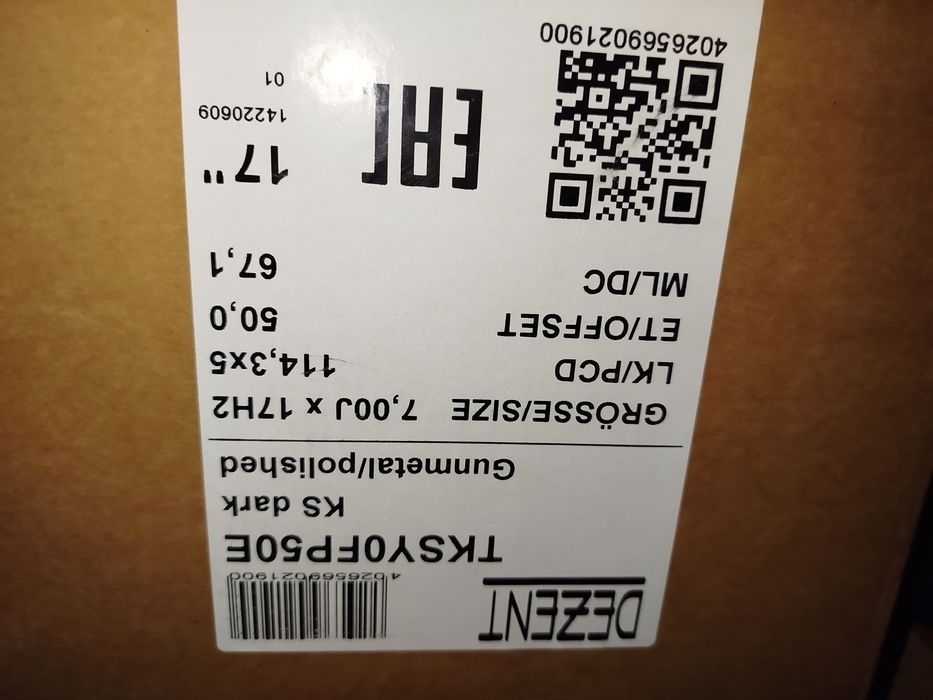 DEZENT
4026569021900
TKSY0FP50E
KS dark
Gunmetal/polished
GRÖSSE/SIZE 7,00J x 17H2
LK/PCD 114,3x5
ET/OFFSET 50,0
ML/DC 67,1
EAC
17"
14220609
01
4026569021900